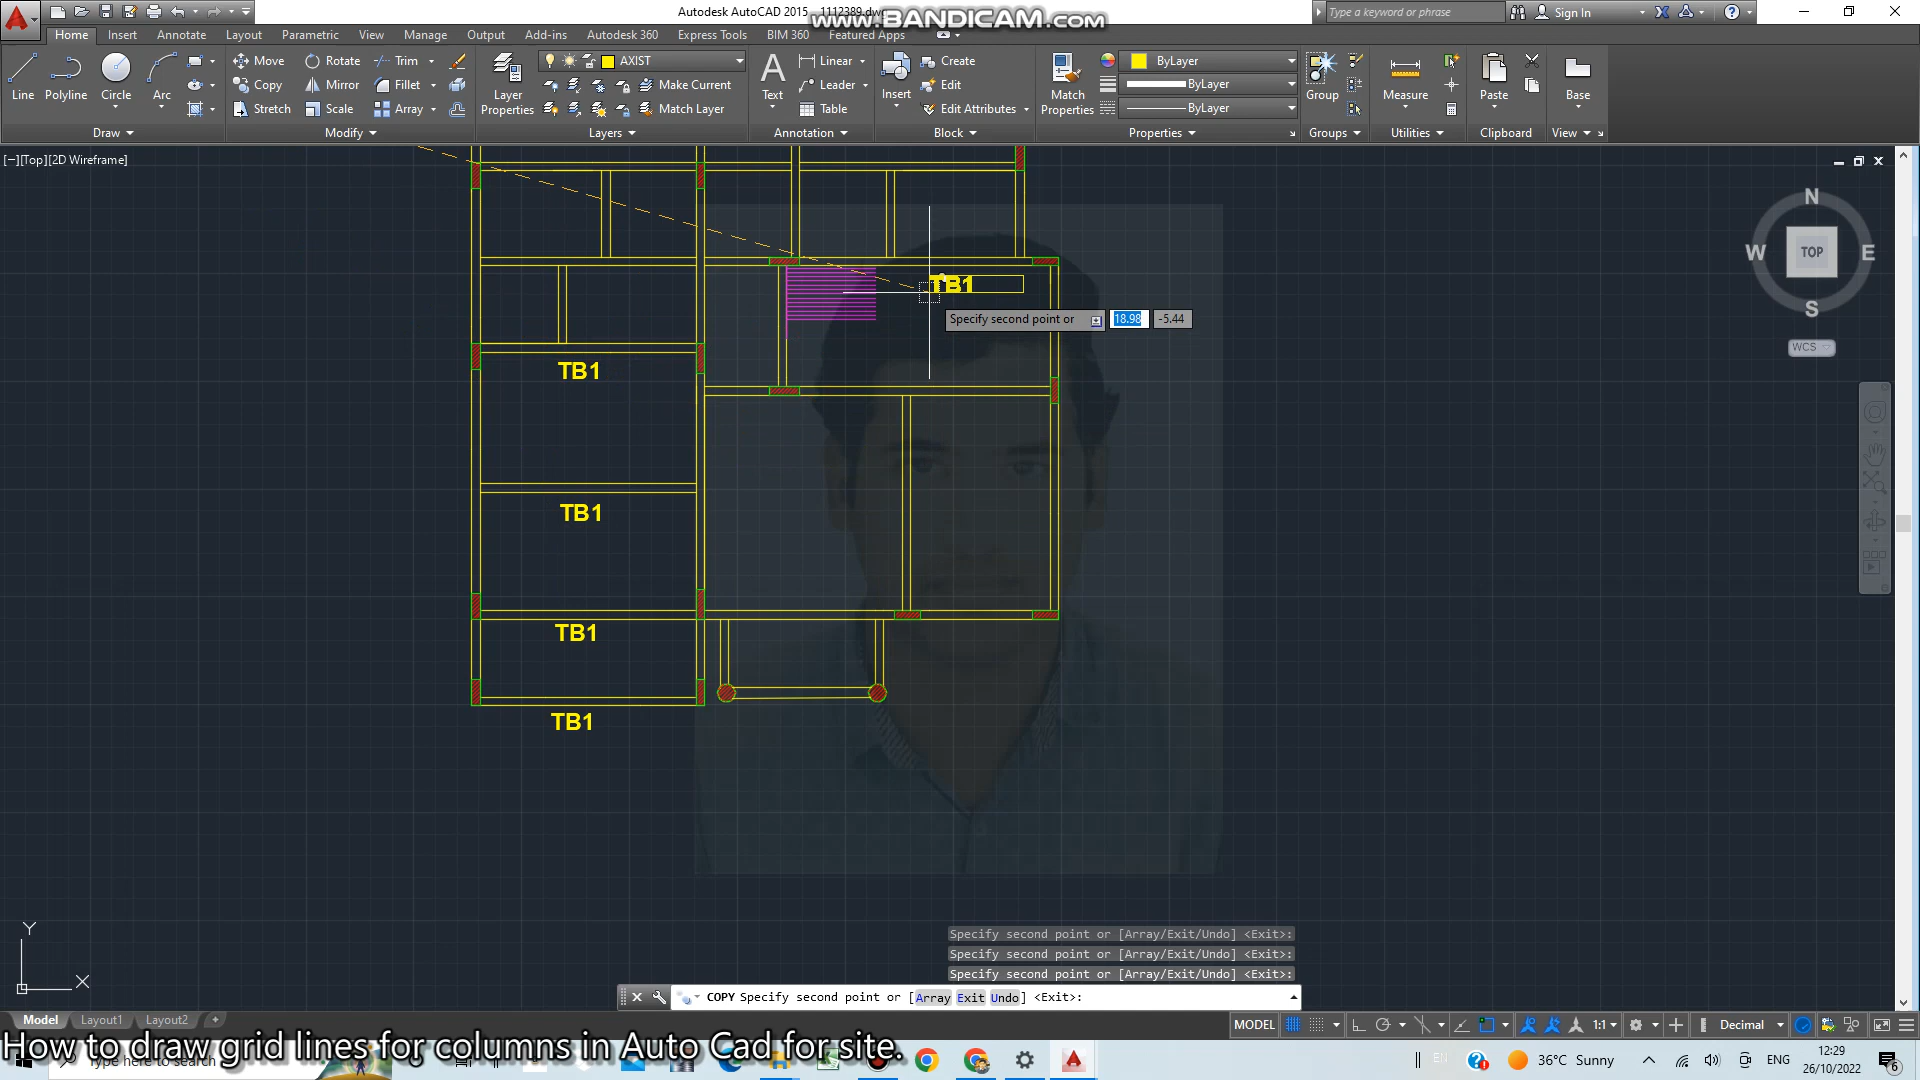 Autodesk AutoCAD 2015 1112389.dwg
www.BANDICAM.com
Type a keyword or phrase
Sign In
Home Insert Annotate Layout Parametric View Manage Output Add-ins Autodesk 360 Express Tools BIM 360 Featured Apps
Line Polyline Circle Arc
Move Rotate Trim
Copy Mirror Fillet
Stretch Scale Array
Layer Properties
AXIST
Make Current
Match Layer
Text
Linear
Leader
Table
Insert
Create
Edit
Edit Attributes
Match Properties
ByLayer
ByLayer
ByLayer
Group
Measure
Paste
Base
Draw Modify Layers Annotation Block Properties Groups Utilities Clipboard View
[−][Top][2D Wireframe]
N
W TOP E
S
WCS
TB1
Specify second point or 18.98 -5.44
TB1
TB1
TB1
TB1
Y
X
Specify second point or [Array/Exit/Undo] <Exit>:
Specify second point or [Array/Exit/Undo] <Exit>:
Specify second point or [Array/Exit/Undo] <Exit>:
COPY Specify second point or [Array Exit Undo] <Exit>:
Model Layout1 Layout2 +
MODEL 1:1 Decimal
How to draw grid lines for columns in Auto Cad for site.
Type here to search
36°C Sunny
ENG
12:29
26/10/2022
6